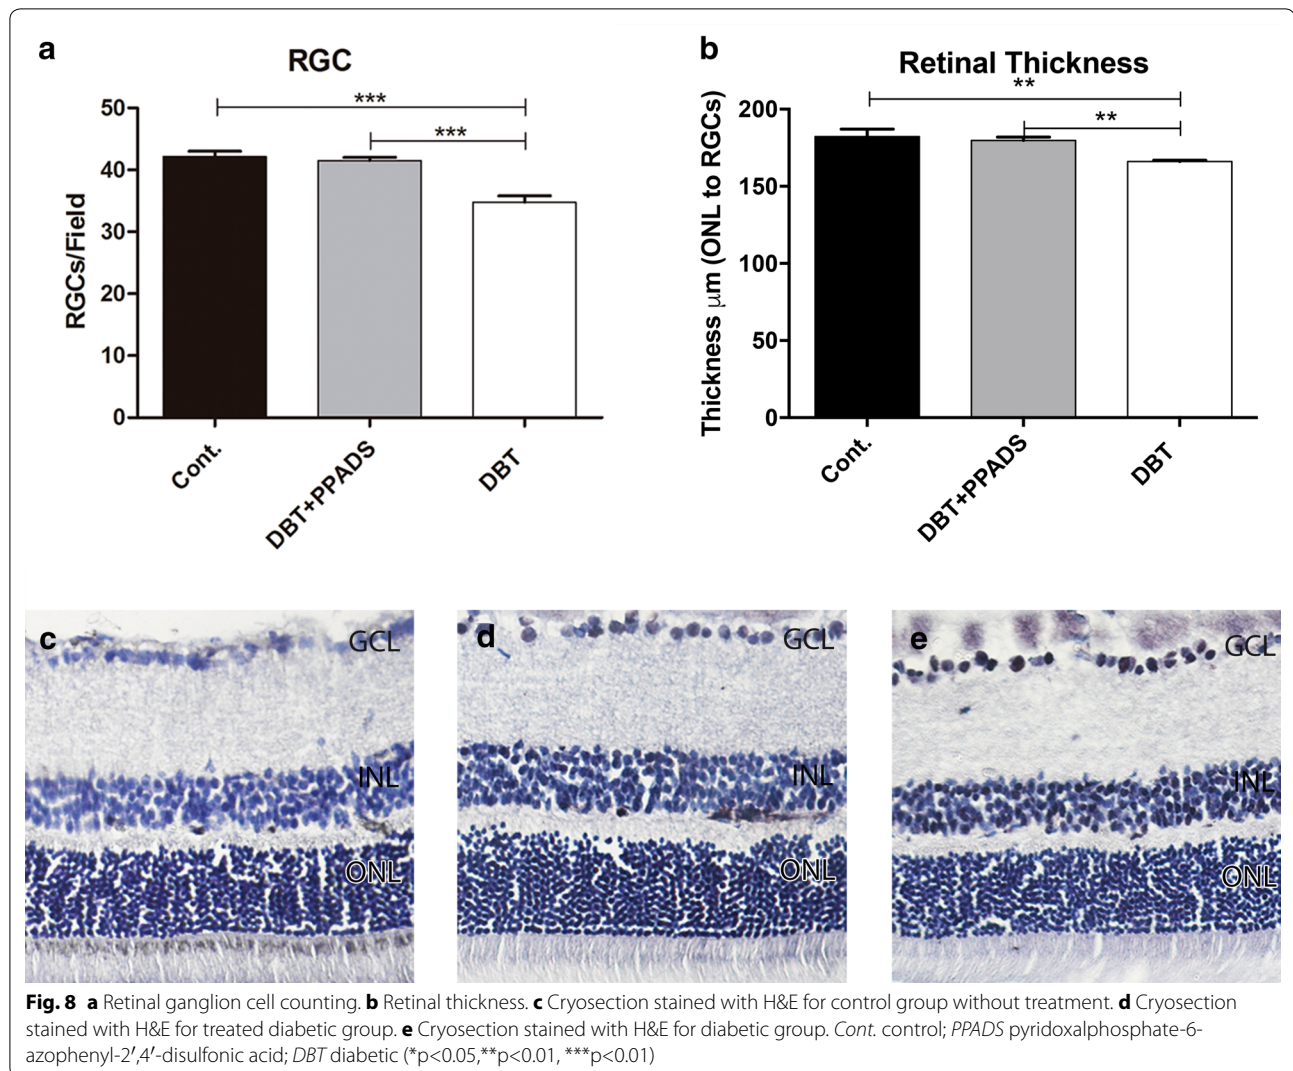 a
RGC
***
***
50
40
30
20
10
0
RGCs/Field
Cont.
DBT+PPADS
DBT
b
Retinal Thickness
**
**
200
150
100
50
0
Thickness μm (ONL to RGCs)
Cont.
DBT+PPADS
DBT
c
GCL
INL
ONL
d
GCL
INL
ONL
e
GCL
INL
ONL
Fig. 8 a Retinal ganglion cell counting. b Retinal thickness. c Cryosection stained with H&E for control group without treatment. d Cryosection
stained with H&E for treated diabetic group. e Cryosection stained with H&E for diabetic group. Cont. control; PPADS pyridoxalphosphate-6-
azophenyl-2′,4′-disulfonic acid; DBT diabetic (*p<0.05,**p<0.01, ***p<0.01)